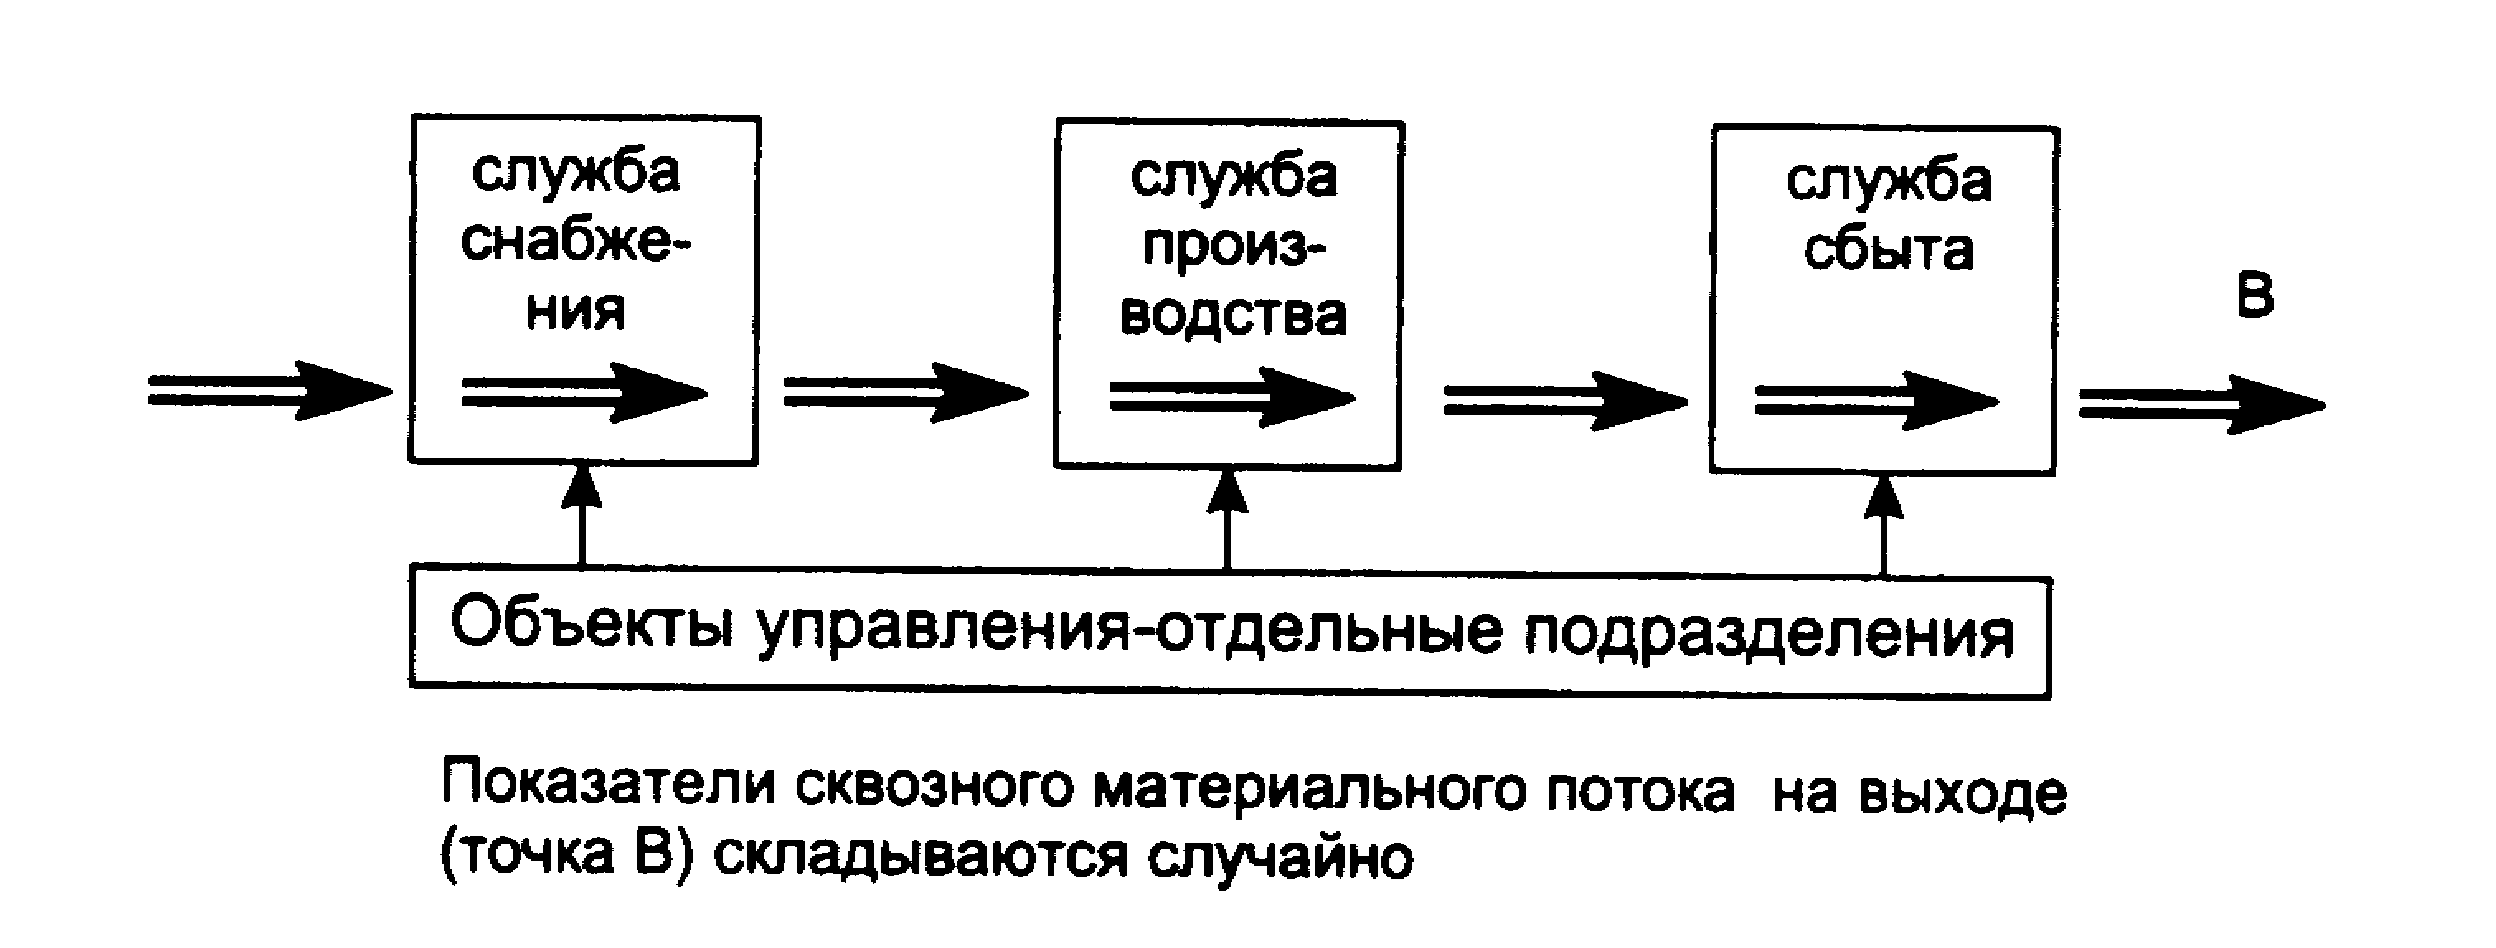 служба
снабже-
ния
служба
произ-
водства
служба
сбыта
В
Объекты управления-отдельные подразделения
Показатели сквозного материального потока на выходе
(точка В) складываются случайно